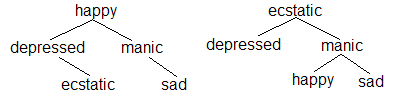 happy
depressed manic
ecstatic sad
ecstatic
depressed manic
happy sad